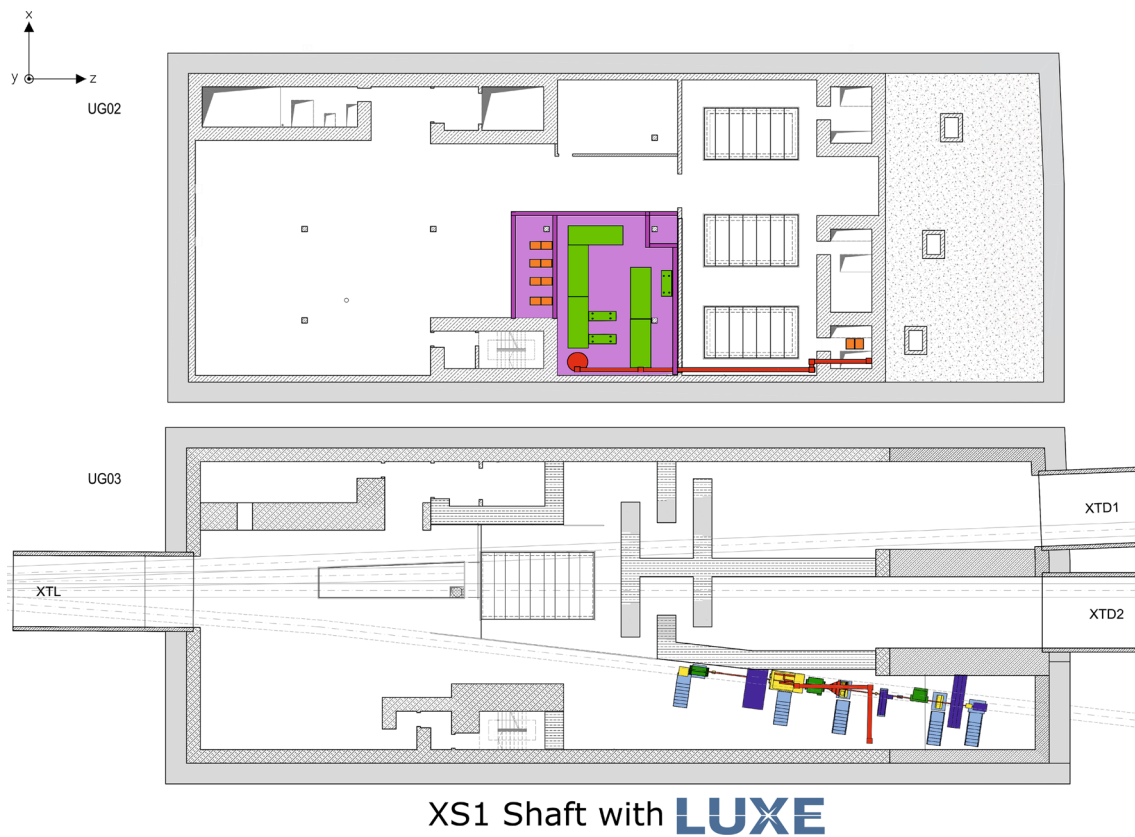 x
y z
UG02
UG03
XTD1
XTL
XTD2
XS1 Shaft with LUXE